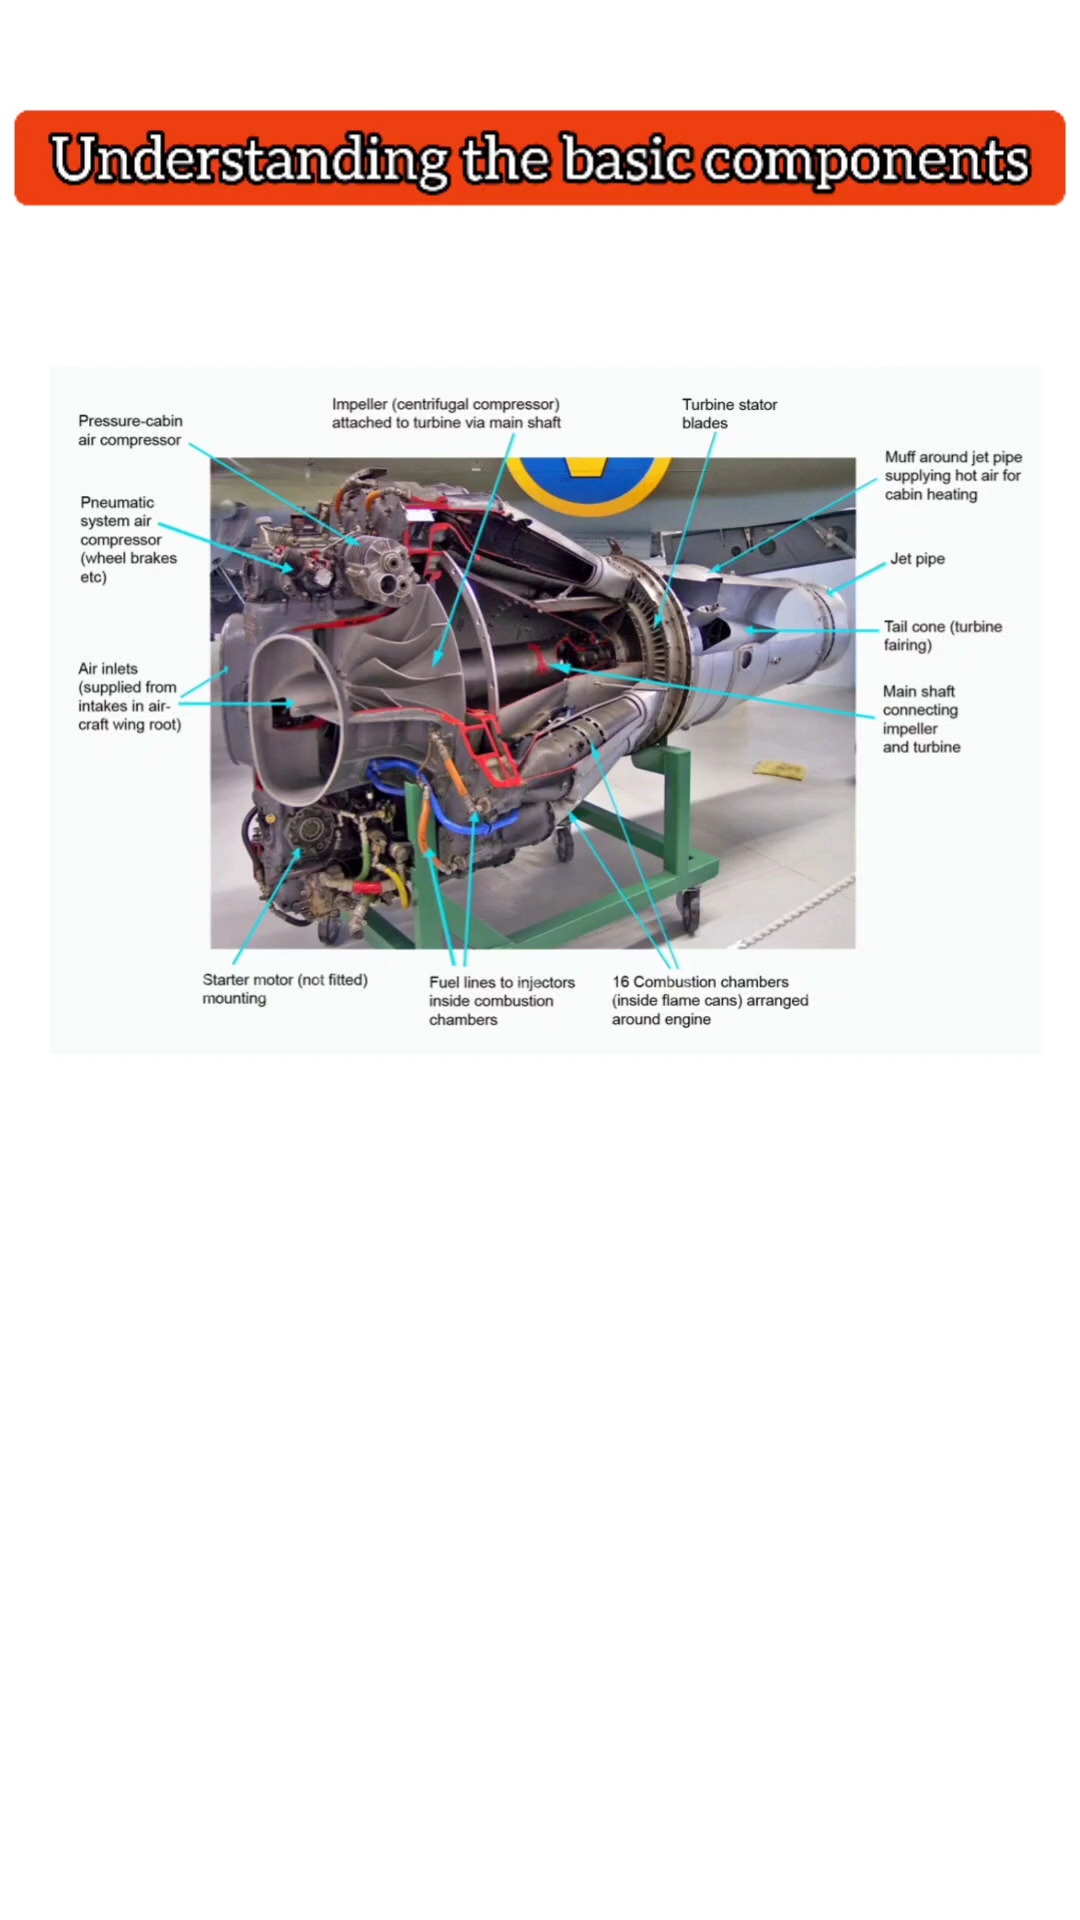 Understanding the basic components
Impeller (centrifugal compressor)
attached to turbine via main shaft
Turbine stator
blades
Pressure-cabin
air compressor
Muff around jet pipe
supplying hot air for
cabin heating
Pneumatic
system air
compressor
(wheel brakes
etc)
Jet pipe
Tail cone (turbine
fairing)
Air inlets
(supplied from
intakes in air-
craft wing root)
Main shaft
connecting
impeller
and turbine
Starter motor (not fitted)
mounting
Fuel lines to injectors
inside combustion
chambers
16 Combustion chambers
(inside flame cans) arranged
around engine